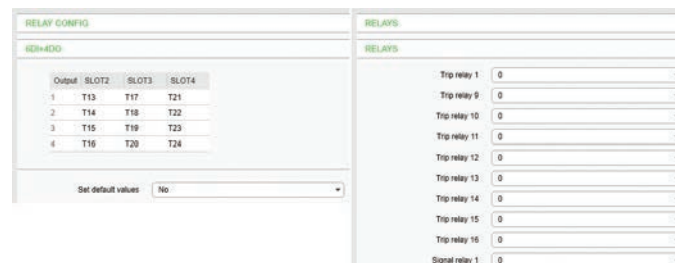 RELAY CONFIG
6DI+4DO
Output SLOT2 SLOT3 SLOT4
1 T13 T17 T21
2 T14 T18 T22
3 T15 T19 T23
4 T16 T20 T24
Set default values No
RELAYS
RELAYS
Trip relay 1 0
Trip relay 9 0
Trip relay 10 0
Trip relay 11 0
Trip relay 12 0
Trip relay 13 0
Trip relay 14 0
Trip relay 15 0
Trip relay 16 0
Signal relay 1 0